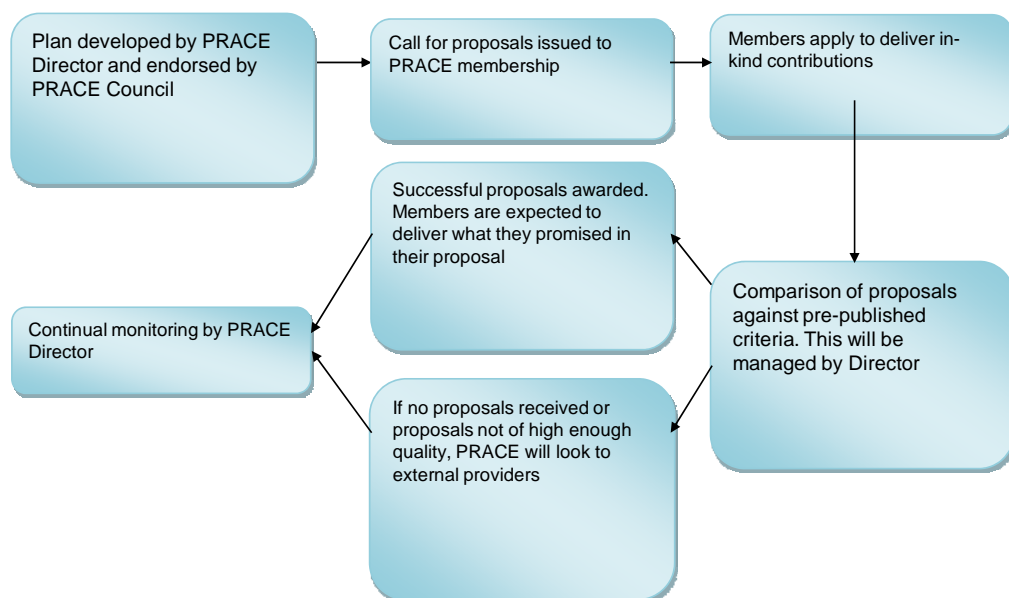 Plan developed by PRACE
Director and endorsed by
PRACE Council
Call for proposals issued to
PRACE membership
Members apply to deliver in-
kind contributions
Comparison of proposals
against pre-published
criteria. This will be
managed by Director
Successful proposals awarded.
Members are expected to
deliver what they promised in
their proposal
If no proposals received or
proposals not of high enough
quality, PRACE will look to
external providers
Continual monitoring by PRACE
Director